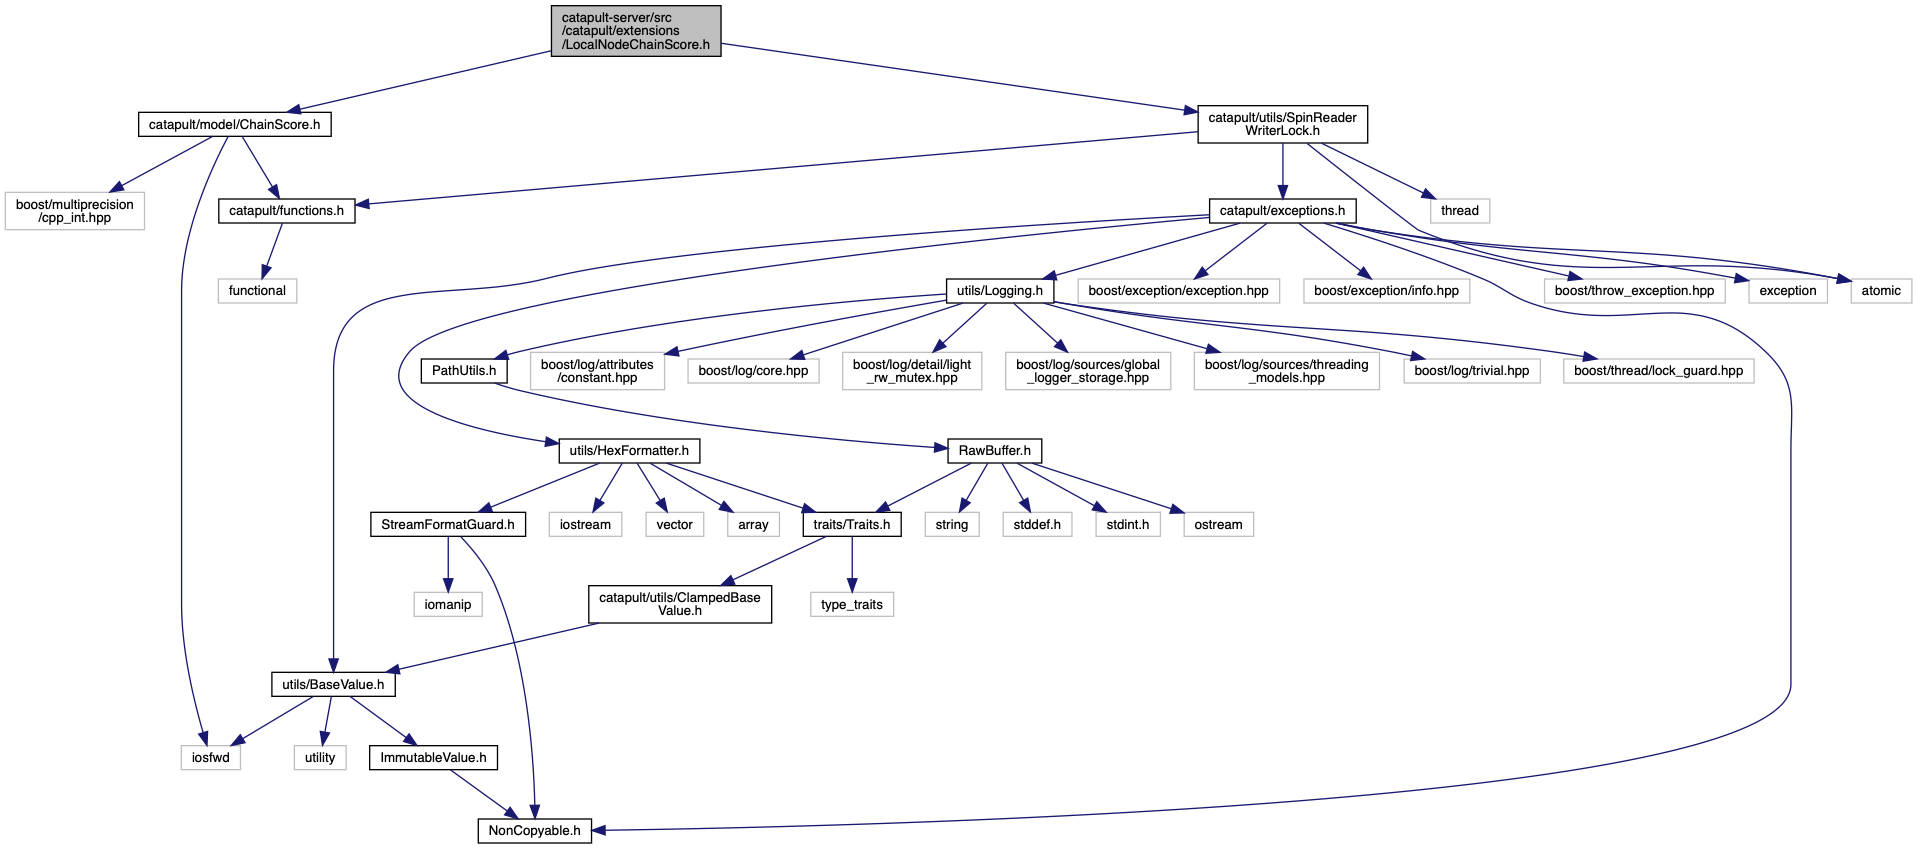 catapult-server/src
/catapult/extensions
/LocalNodeChainScore.h
catapult/model/ChainScore.h
catapult/utils/SpinReader
WriterLock.h
boost/multiprecision
/cpp_int.hpp
catapult/functions.h
catapult/exceptions.h
thread
functional
utils/Logging.h
boost/exception/exception.hpp
boost/exception/info.hpp
boost/throw_exception.hpp
exception
atomic
PathUtils.h
boost/log/attributes
/constant.hpp
boost/log/core.hpp
boost/log/detail/light
_rw_mutex.hpp
boost/log/sources/global
_logger_storage.hpp
boost/log/sources/threading
_models.hpp
boost/log/trivial.hpp
boost/thread/lock_guard.hpp
utils/HexFormatter.h
RawBuffer.h
StreamFormatGuard.h
iostream
vector
array
traits/Traits.h
string
stddef.h
stdint.h
ostream
iomanip
catapult/utils/ClampedBase
Value.h
type_traits
utils/BaseValue.h
iosfwd
utility
ImmutableValue.h
NonCopyable.h